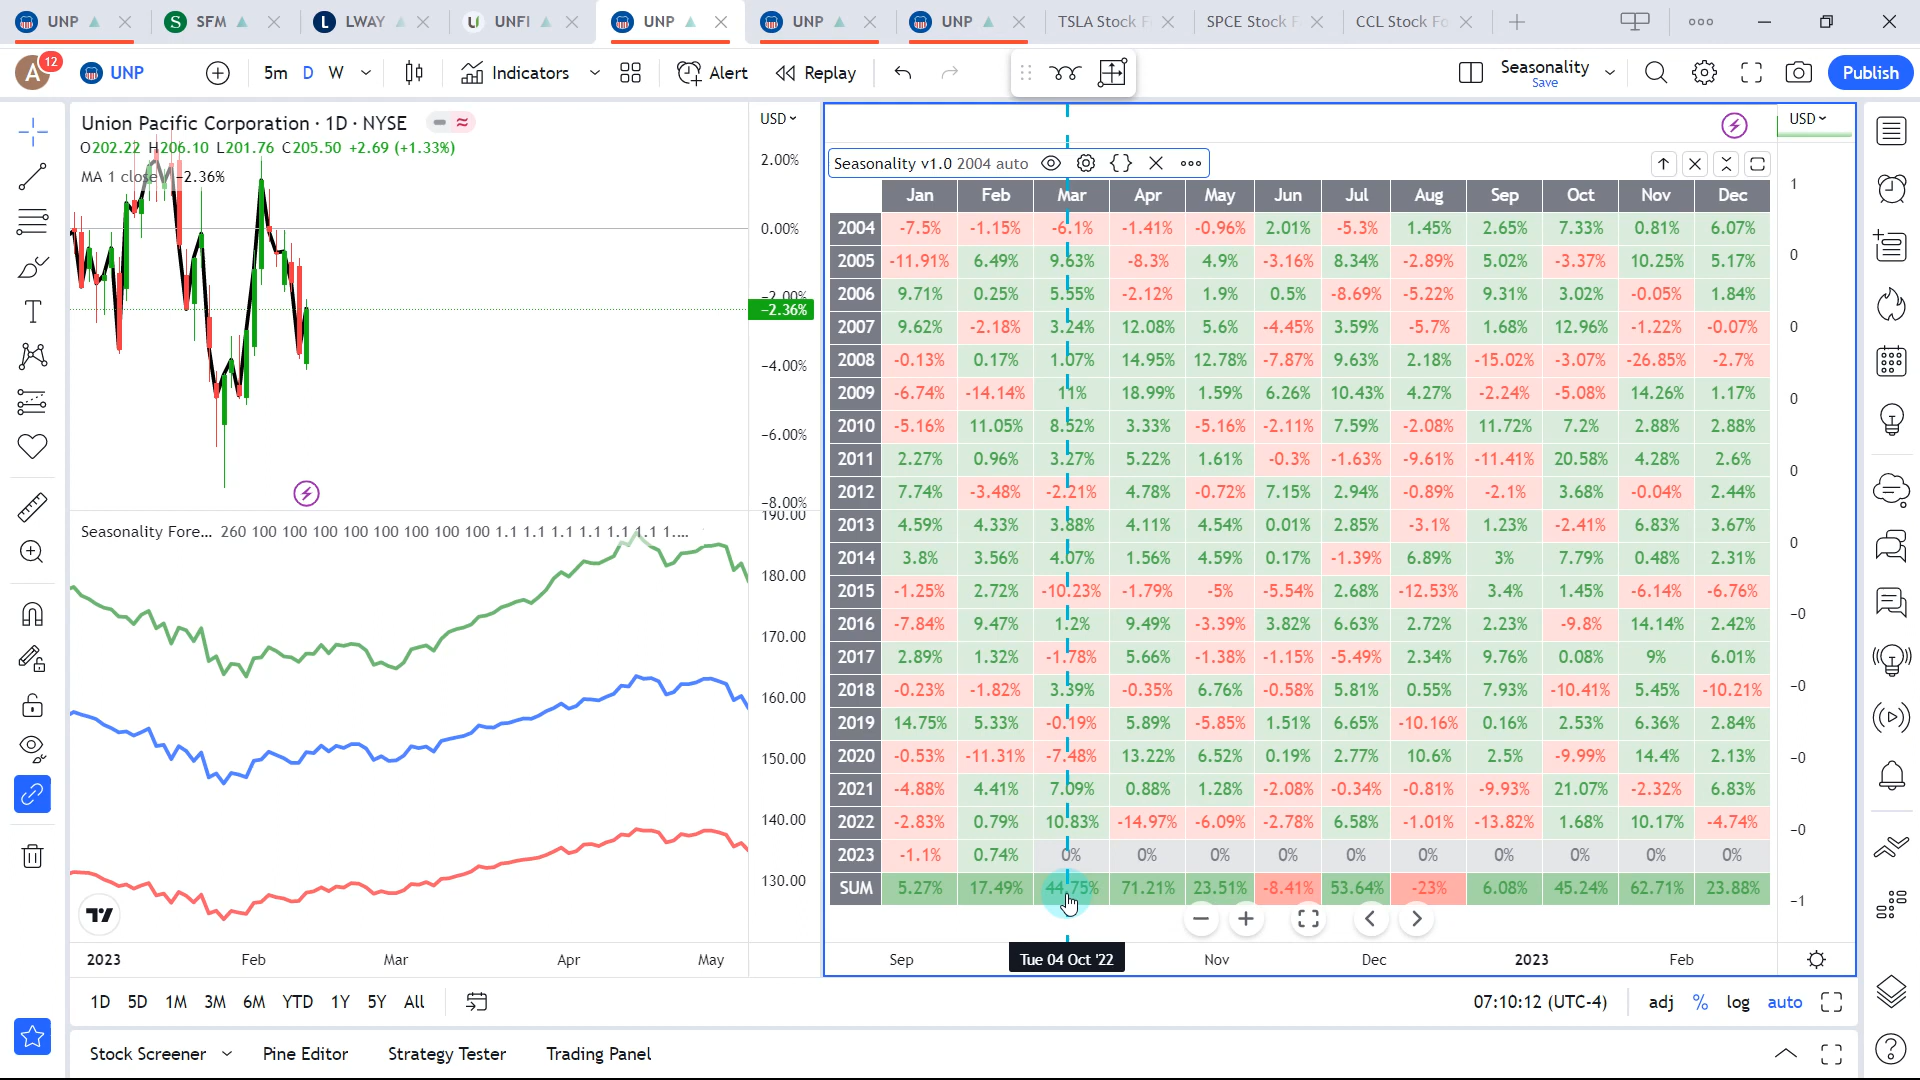 UNP SFM LWAY UNFI UNP UNP UNP TSLA Stock F SPCE Stock F CCL Stock Fo
A 12 UNP 5m D W Indicators Alert Replay Seasonality Save Publish
Union Pacific Corporation · 1D · NYSE
O202.22 H206.10 L201.76 C205.50 +2.69 (+1.33%)
MA 1 close −2.36%
USD
2.00%
0.00%
−2.00%
−2.36%
−4.00%
−6.00%
−8.00%
Seasonality Fore... 260 100 100 100 100 100 100 100 100 1.1 1.1 1.1 1.1 1.1 1.1 1....
190.00
180.00
170.00
160.00
150.00
140.00
130.00
2023 Feb Mar Apr May
USD
Seasonality v1.0 2004 auto
Jan Feb Mar Apr May Jun Jul Aug Sep Oct Nov Dec
2004 -7.5% -1.15% -6.1% -1.41% -0.96% 2.01% -5.3% 1.45% 2.65% 7.33% 0.81% 6.07%
2005 -11.91% 6.49% 9.63% -8.3% 4.9% -3.16% 8.34% -2.89% 5.02% -3.37% 10.25% 5.17%
2006 9.71% 0.25% 5.55% -2.12% 1.9% 0.5% -8.69% -5.22% 9.31% 3.02% -0.05% 1.84%
2007 9.62% -2.18% 3.24% 12.08% 5.6% -4.45% 3.59% -5.7% 1.68% 12.96% -1.22% -0.07%
2008 -0.13% 0.17% 1.07% 14.95% 12.78% -7.87% 9.63% 2.18% -15.02% -3.07% -26.85% -2.7%
2009 -6.74% -14.14% 11% 18.99% 1.59% 6.26% 10.43% 4.27% -2.24% -5.08% 14.26% 1.17%
2010 -5.16% 11.05% 8.52% 3.33% -5.16% -2.11% 7.59% -2.08% 11.72% 7.2% 2.88% 2.88%
2011 2.27% 0.96% 3.27% 5.22% 1.61% -0.3% -1.63% -9.61% -11.41% 20.58% 4.28% 2.6%
2012 7.74% -3.48% -2.21% 4.78% -0.72% 7.15% 2.94% -0.89% -2.1% 3.68% -0.04% 2.44%
2013 4.59% 4.33% 3.88% 4.11% 4.54% 0.01% 2.85% -3.1% 1.23% -2.41% 6.83% 3.67%
2014 3.8% 3.56% 4.07% 1.56% 4.59% 0.17% -1.39% 6.89% 3% 7.79% 0.48% 2.31%
2015 -1.25% 2.72% -10.23% -1.79% -5% -5.54% 2.68% -12.53% 3.4% 1.45% -6.14% -6.76%
2016 -7.84% 9.47% 1.2% 9.49% -3.39% 3.82% 6.63% 2.72% 2.23% -9.8% 14.14% 2.42%
2017 2.89% 1.32% -1.78% 5.66% -1.38% -1.15% -5.49% 2.34% 9.76% 0.08% 9% 6.01%
2018 -0.23% -1.82% 3.39% -0.35% 6.76% -0.58% 5.81% 0.55% 7.93% -10.41% 5.45% -10.21%
2019 14.75% 5.33% -0.19% 5.89% -5.85% 1.51% 6.65% -10.16% 0.16% 2.53% 6.36% 2.84%
2020 -0.53% -11.31% -7.48% 13.22% 6.52% 0.19% 2.77% 10.6% 2.5% -9.99% 14.4% 2.13%
2021 -4.88% 4.41% 7.09% 0.88% 1.28% -2.08% -0.34% -0.81% -9.93% 21.07% -2.32% 6.83%
2022 -2.83% 0.79% 10.83% -14.97% -6.09% -2.78% 6.58% -1.01% -13.82% 1.68% 10.17% -4.74%
2023 -1.1% 0.74% 0% 0% 0% 0% 0% 0% 0% 0% 0% 0%
SUM 5.27% 17.49% 44.75% 71.21% 23.51% -8.41% 53.64% -23% 6.08% 45.24% 62.71% 23.88%
1
0
0
0
0
0
−0
−0
−0
−0
−1
Sep Tue 04 Oct '22 Nov Dec 2023 Feb
1D 5D 1M 3M 6M YTD 1Y 5Y All 07:10:12 (UTC-4) adj % log auto
Stock Screener Pine Editor Strategy Tester Trading Panel